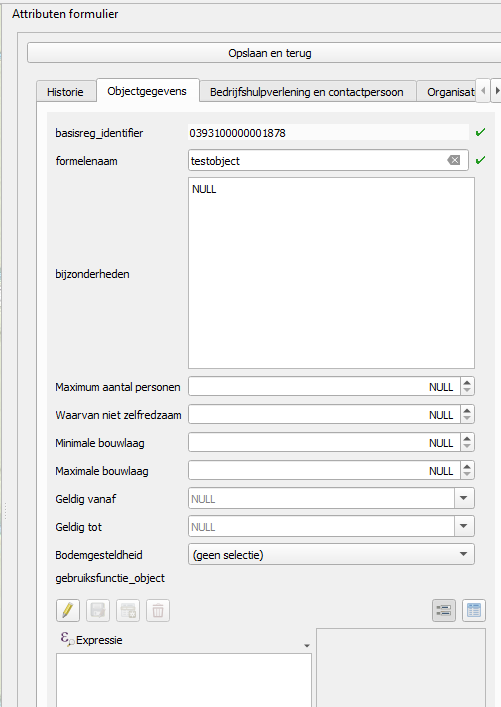 Attributen formulier
Opslaan en terug
Historie
Objectgegevens
Bedrijfshulpverlening en contactpersoon
Organisat
basisreg_identifier
0393100000001878
formelenaam
testobject
bijzonderheden
NULL
Maximum aantal personen
NULL
Waarvan niet zelfredzaam
NULL
Minimale bouwlaag
NULL
Maximale bouwlaag
NULL
Geldig vanaf
NULL
Geldig tot
NULL
Bodemgesteldheid
(geen selectie)
gebruiksfunctie_object
Expressie